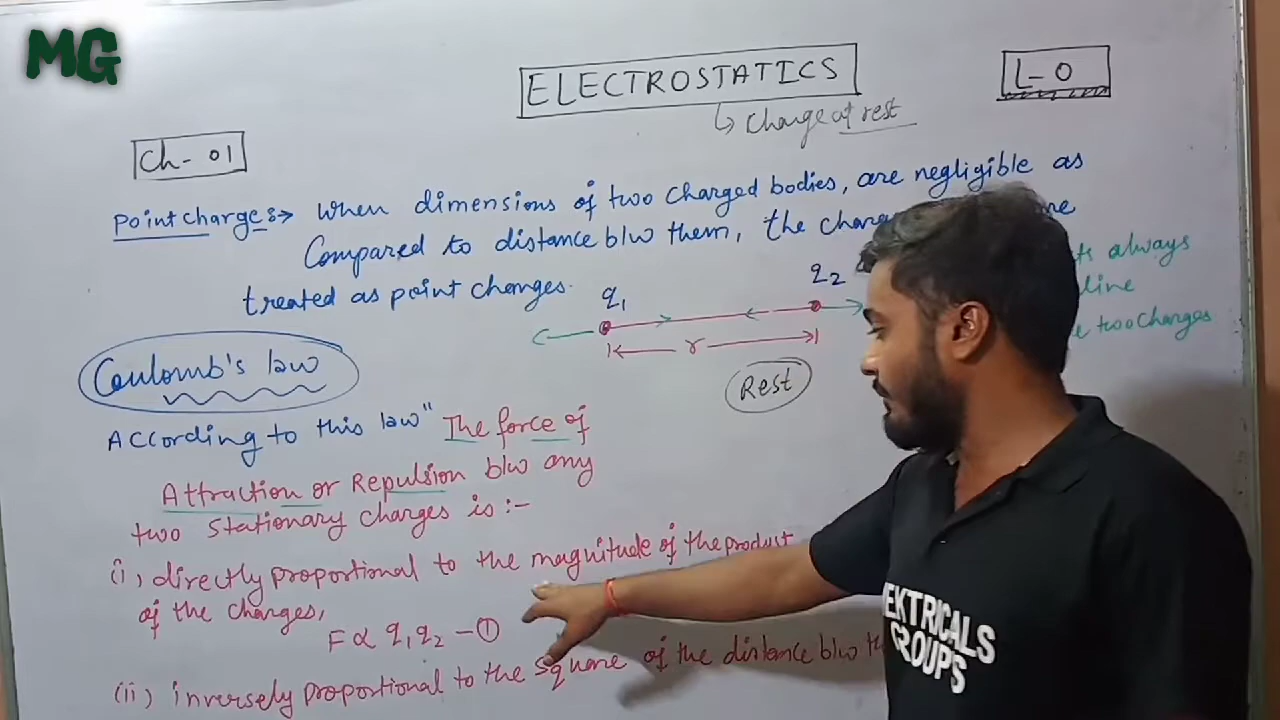 MG
ELECTROSTATICS
L-0
↳ Charge at rest
Ch-01
Point charge :→ When dimensions of two charged bodies, are negligible as
Compared to distance b/w them, the
treated as point charges.
q1
q2
always
line
two charges
r
Rest
Coulomb's law
According to this law "The force of
Attraction or Repulsion b/w any
two stationary charges is :-
(i) directly proportional to the magnitude of the product
of the charges,
F ∝ q1 q2 - ①
(ii) inversely proportional to the square of the distance b/w
EKTRICALS
GROUPS